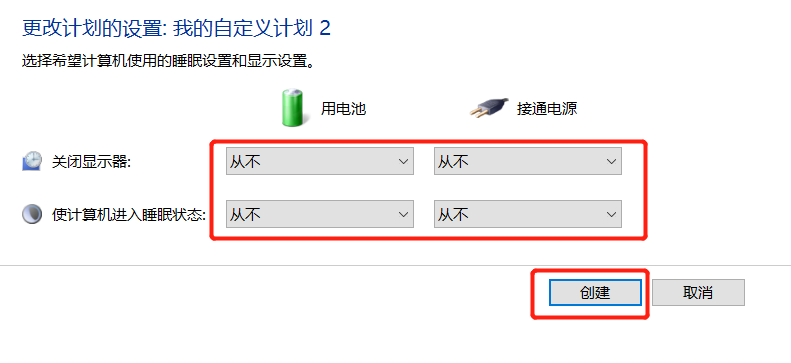 更改计划的设置: 我的自定义计划 2
选择希望计算机使用的睡眠设置和显示设置。
用电池 接通电源
关闭显示器: 从不 从不
使计算机进入睡眠状态: 从不 从不
创建 取消